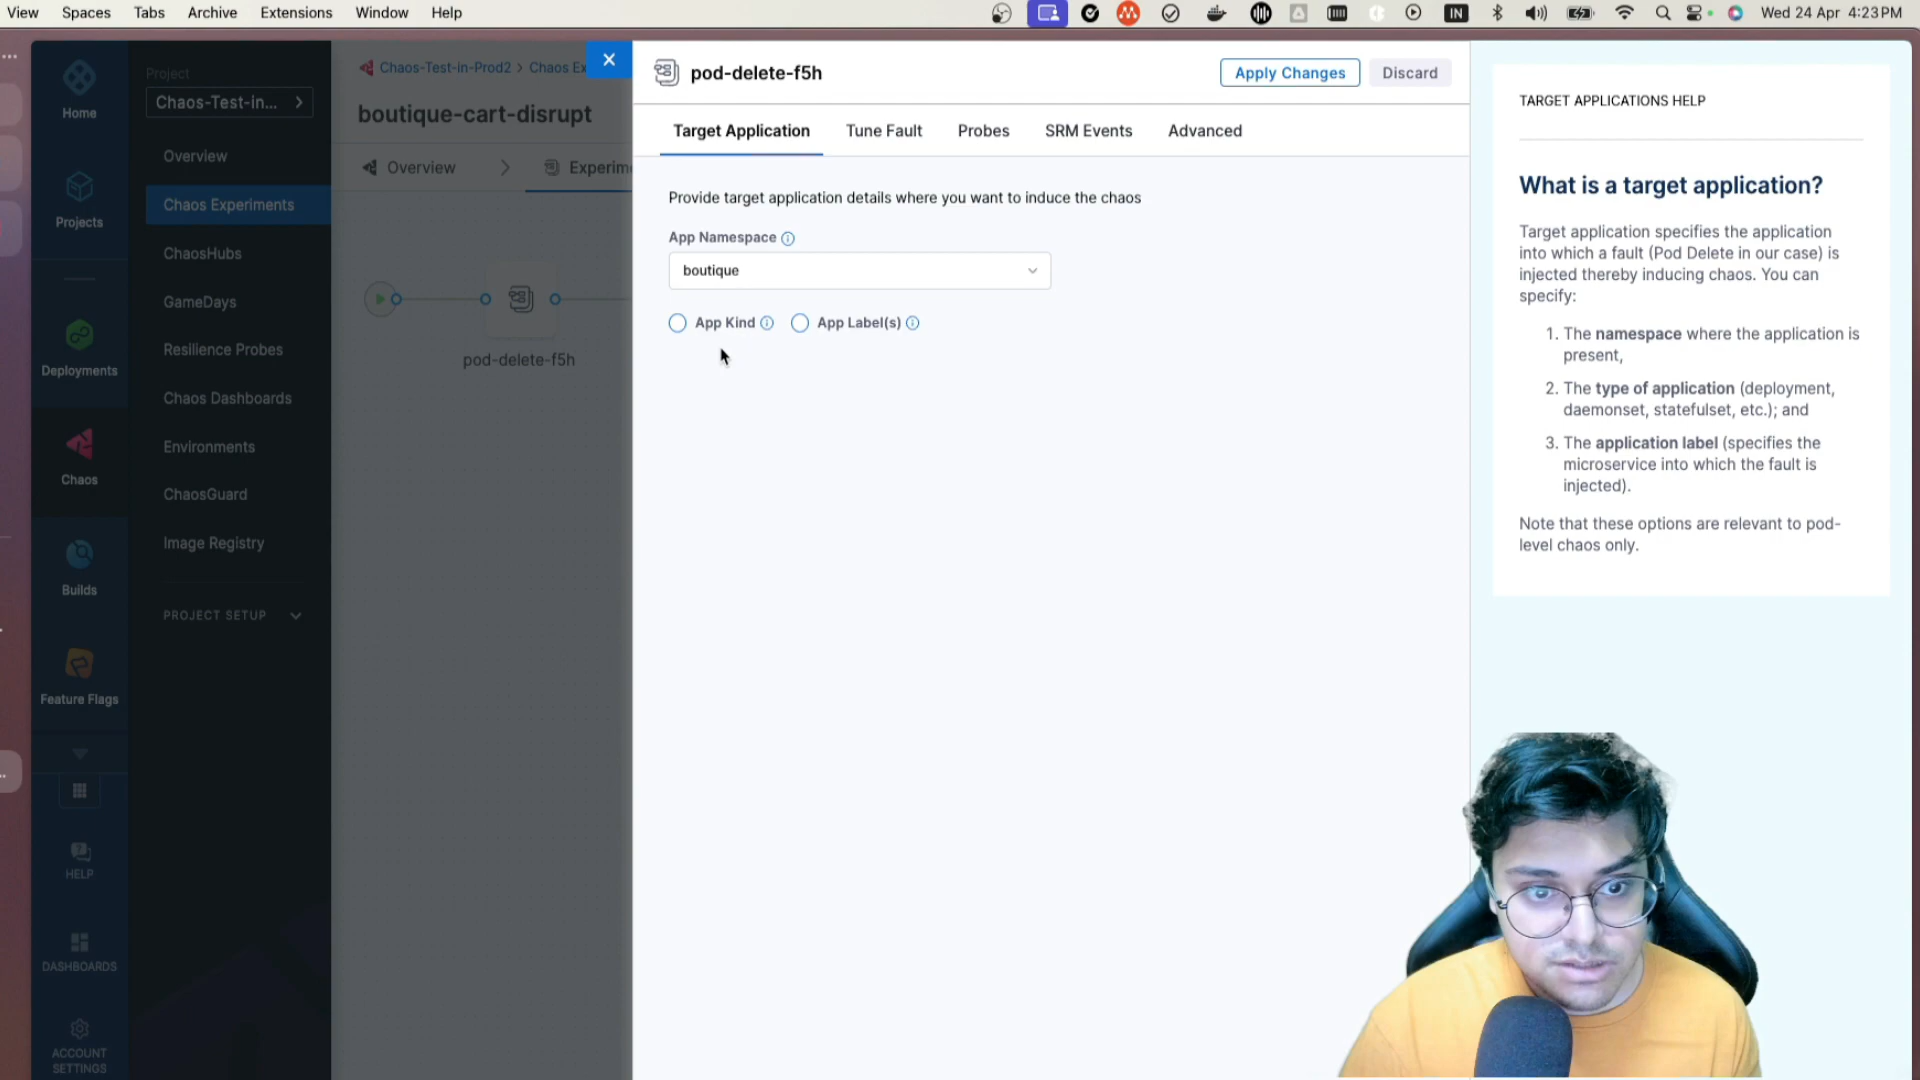 View Spaces Tabs Archive Extensions Window Help
IN
Wed 24 Apr 4:23 PM
Home
Projects
Deployments
Chaos
Builds
Feature Flags
HELP
DASHBOARDS
ACCOUNT
SETTINGS
Project
Chaos-Test-in...
Overview
Chaos Experiments
ChaosHubs
GameDays
Resilience Probes
Chaos Dashboards
Environments
ChaosGuard
Image Registry
PROJECT SETUP
Chaos-Test-in-Prod2 > Chaos Ex
boutique-cart-disrupt
Overview
Experim
pod-delete-f5h
pod-delete-f5h
Apply Changes
Discard
Target Application
Tune Fault
Probes
SRM Events
Advanced
Provide target application details where you want to induce the chaos
App Namespace
boutique
App Kind
App Label(s)
TARGET APPLICATIONS HELP
What is a target application?
Target application specifies the application
into which a fault (Pod Delete in our case) is
injected thereby inducing chaos. You can
specify:
1. The namespace where the application is
present,
2. The type of application (deployment,
daemonset, statefulset, etc.); and
3. The application label (specifies the
microservice into which the fault is
injected).
Note that these options are relevant to pod-
level chaos only.